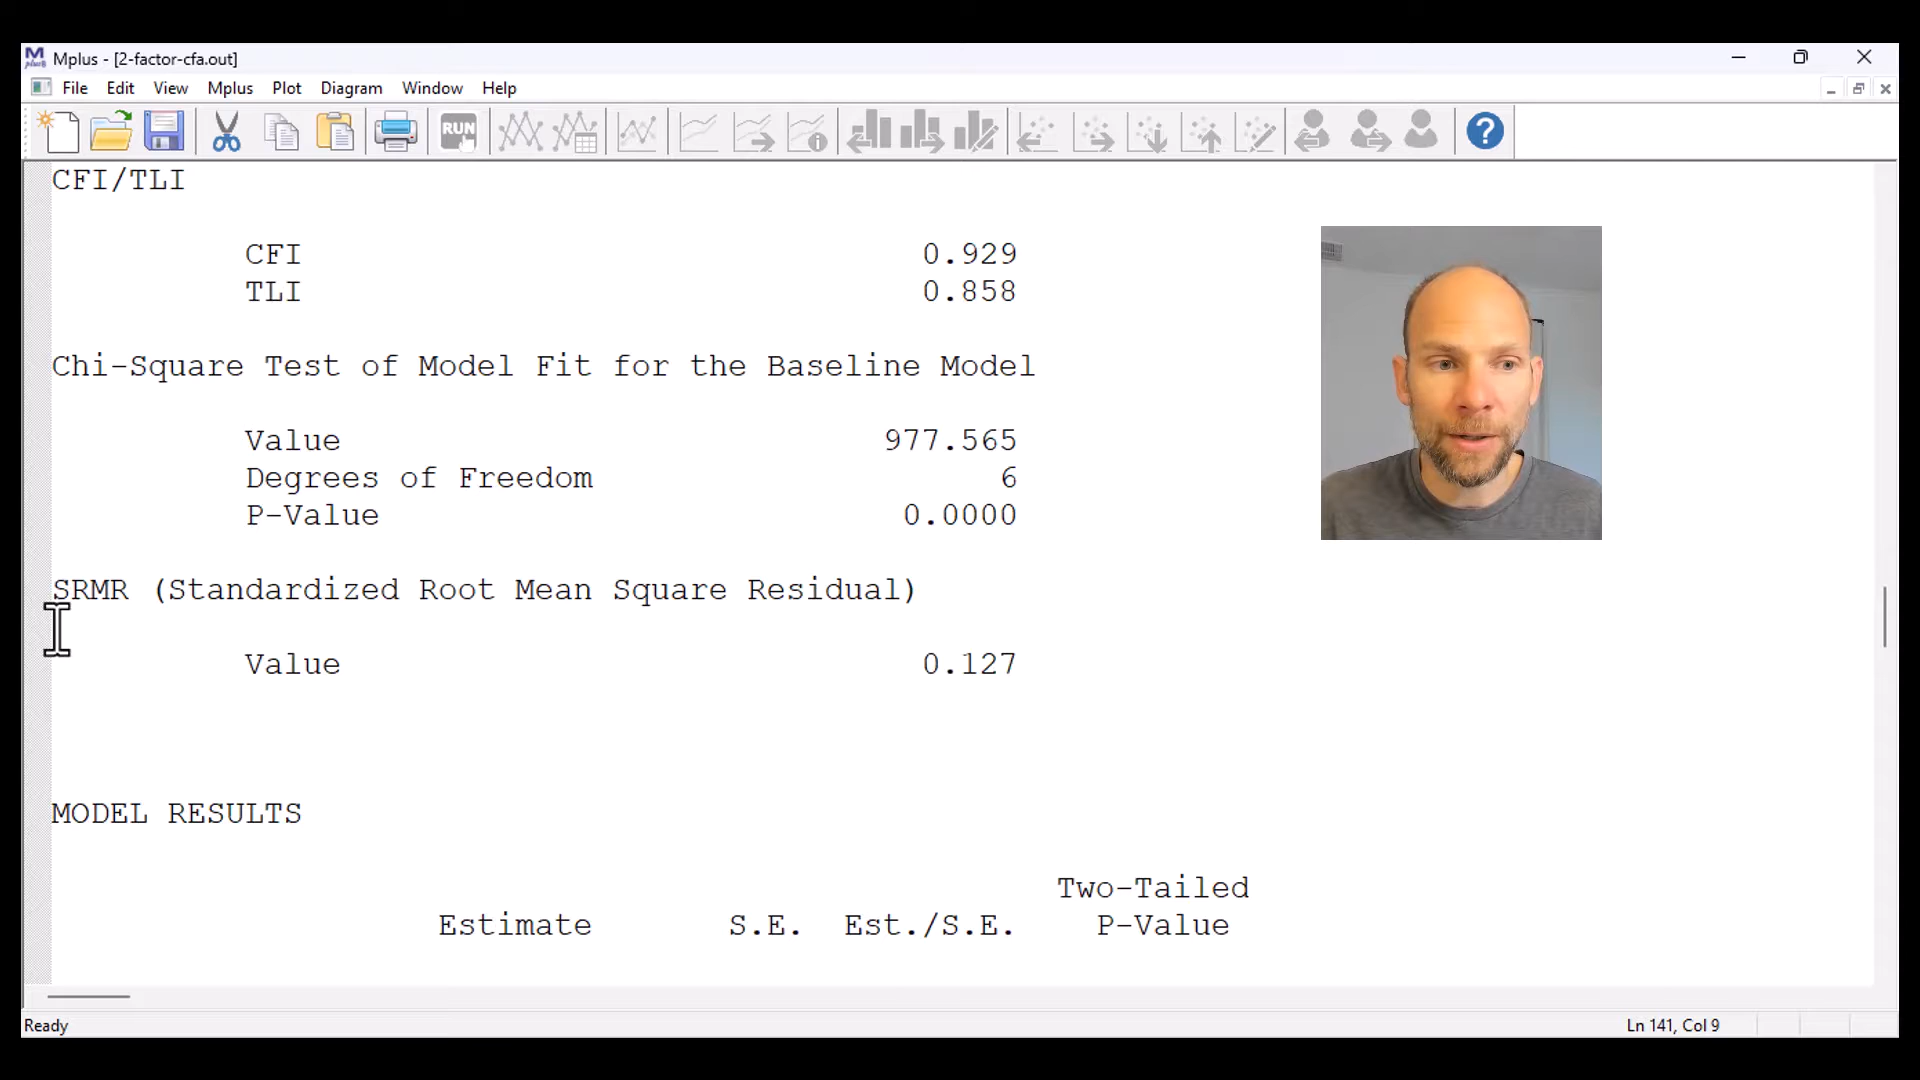 Mplus - [2-factor-cfa.out]
File Edit View Mplus Plot Diagram Window Help
RUN
CFI/TLI
CFI 0.929
TLI 0.858
Chi-Square Test of Model Fit for the Baseline Model
Value 977.565
Degrees of Freedom 6
P-Value 0.0000
SRMR (Standardized Root Mean Square Residual)
Value 0.127
MODEL RESULTS
Two-Tailed
Estimate S.E. Est./S.E. P-Value
Ready Ln 141, Col 9